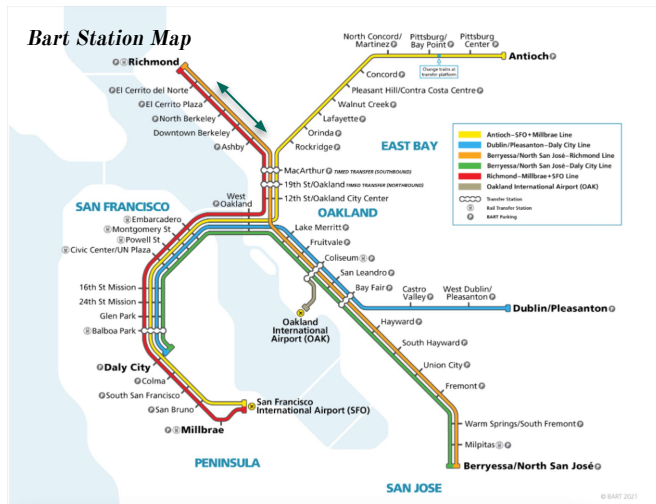 Bart Station Map
Richmond
El Cerrito del Norte
El Cerrito Plaza
North Berkeley
Downtown Berkeley
Ashby
North Concord/
Martinez
Pittsburg/
Bay Point
Pittsburg
Center
Antioch
Change trains at
transfer platform
Concord
Pleasant Hill/Contra Costa Centre
Walnut Creek
Lafayette
Orinda
Rockridge
EAST BAY
Antioch–SFO+Millbrae Line
Dublin/Pleasanton–Daly City Line
Berryessa/North San José–Richmond Line
Berryessa/North San José–Daly City Line
Richmond–Millbrae+SFO Line
Oakland International Airport (OAK)
Transfer Station
R Rail Transfer Station
P BART Parking
MacArthur TIMED TRANSFER (SOUTHBOUND)
19th St/Oakland TIMED TRANSFER (NORTHBOUND)
12th St/Oakland City Center
West
Oakland
OAKLAND
SAN FRANCISCO
Embarcadero
Montgomery St
Powell St
Civic Center/UN Plaza
16th St Mission
24th St Mission
Glen Park
Balboa Park
Daly City
Colma
South San Francisco
San Bruno
Millbrae
San Francisco
International Airport (SFO)
PENINSULA
Lake Merritt
Fruitvale
Coliseum
San Leandro
Bay Fair
Castro
Valley
West Dublin/
Pleasanton
Dublin/Pleasanton
Oakland
International
Airport (OAK)
Hayward
South Hayward
Union City
Fremont
Warm Springs/South Fremont
Milpitas
Berryessa/North San José
SAN JOSE
© BART 2021